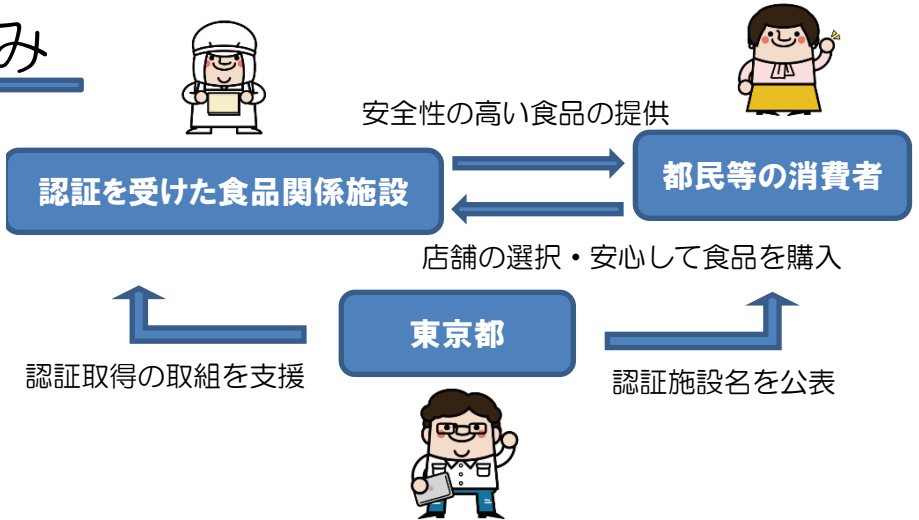 み
安全性の高い食品の提供
認証を受けた食品関係施設
都民等の消費者
店舗の選択・安心して食品を購入
東京都
認証取得の取組を支援
認証施設名を公表